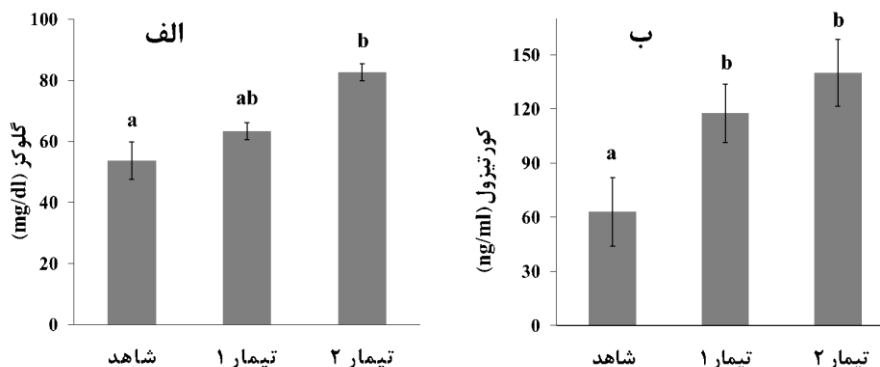 الف
گلوکز (mg/dl)
100
80
60
40
20
0
a
ab
b
شاهد
تیمار ۱
تیمار ۲
ب
کورتیزول (ng/ml)
150
120
90
60
30
0
a
b
b
شاهد
تیمار ۱
تیمار ۲